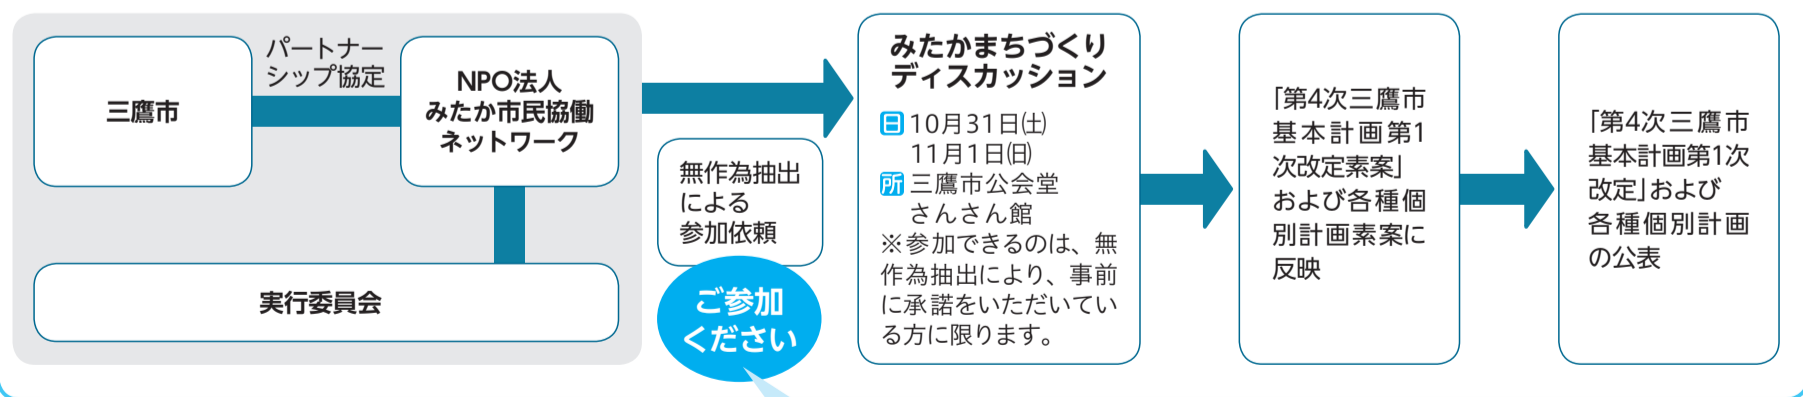 三鷹市
パートナー
シップ協定
NPO法人
みたか市民協働
ネットワーク
実行委員会
無作為抽出
による
参加依頼
ご参加
ください
みたかまちづくり
ディスカッション
日 10月31日㈯
11月1日㈰
所 三鷹市公会堂
さんさん館
※参加できるのは、無
作為抽出により、事前
に承諾をいただいてい
る方に限ります。
「第4次三鷹市
基本計画第1
次改定素案」
および各種個
別計画素案に
反映
「第4次三鷹市
基本計画第1次
改定」および
各種個別計画
の公表